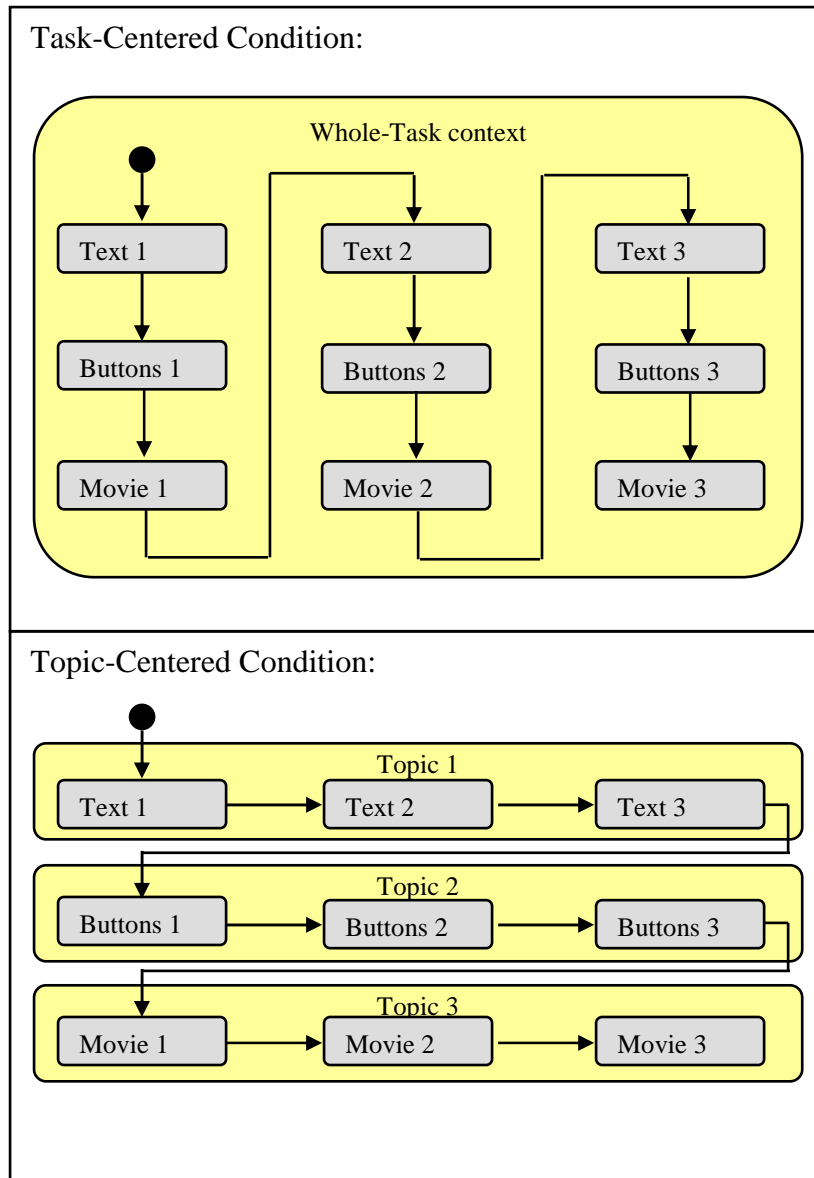 Task-Centered Condition:
Whole-Task context
Text 1
Text 2
Text 3
Buttons 1
Buttons 2
Buttons 3
Movie 1
Movie 2
Movie 3
Topic-Centered Condition:
Topic 1
Text 1
Text 2
Text 3
Topic 2
Buttons 1
Buttons 2
Buttons 3
Topic 3
Movie 1
Movie 2
Movie 3